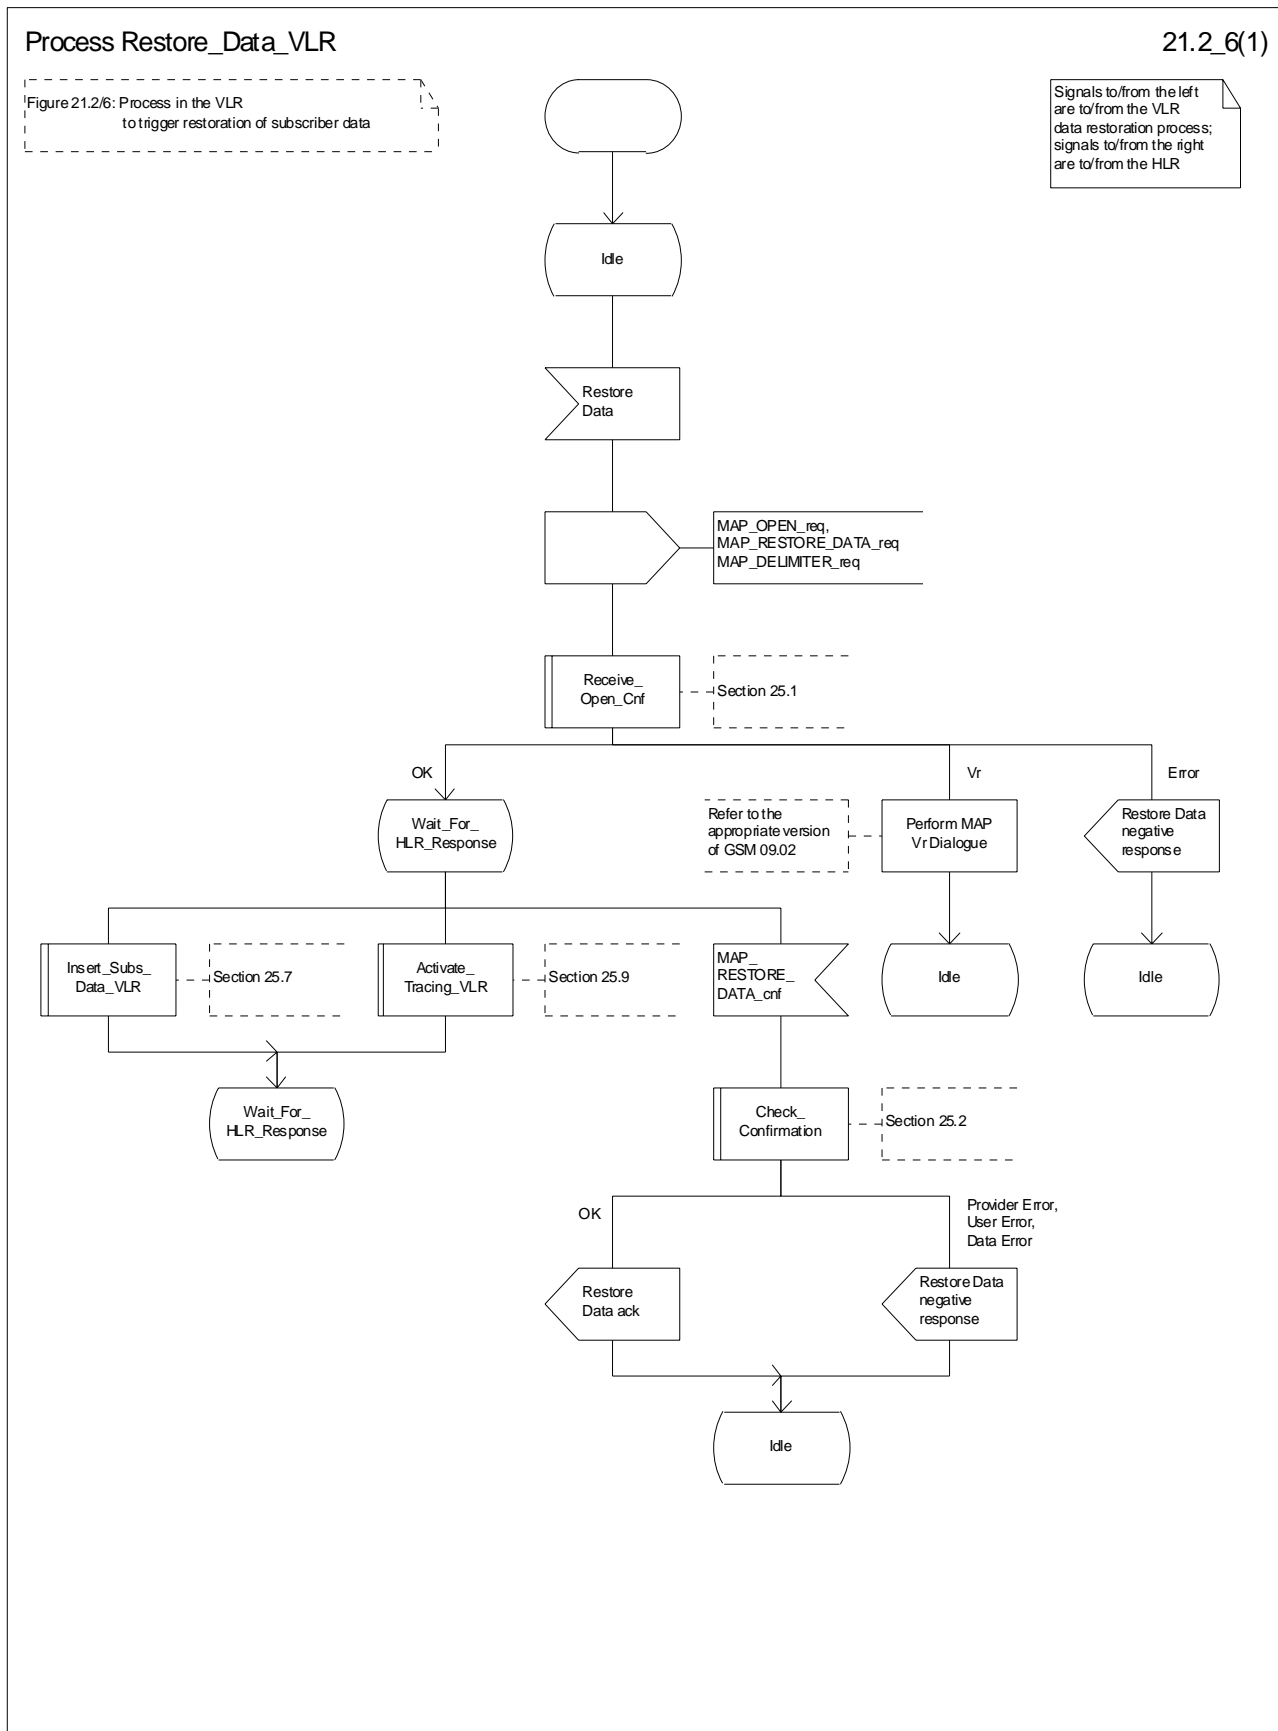 Process Restore_Data_VLR
21.2_6(1)
Figure 21.2/6: Process in the VLR
to trigger restoration of subscriber data
Signals to/from the left
are to/from the VLR
data restoration process;
signals to/from the right
are to/from the HLR
Idle
Restore
Data
MAP_OPEN_req,
MAP_RESTORE_DATA_req
MAP_DELIMITER_req
Receive_
Open_Cnf
Section 25.1
OK
Vr
Error
Wait_For_
HLR_Response
Refer to the
appropriate version
of GSM 09.02
Perform MAP
Vr Dialogue
Restore Data
negative
response
Insert_Subs_
Data_VLR
Section 25.7
Activate_
Tracing_VLR
Section 25.9
MAP_
RESTORE_
DATA_cnf
Idle
Idle
Wait_For_
HLR_Response
Check_
Confirmation
Section 25.2
OK
Provider Error,
User Error,
Data Error
Restore
Data ack
Restore Data
negative
response
Idle